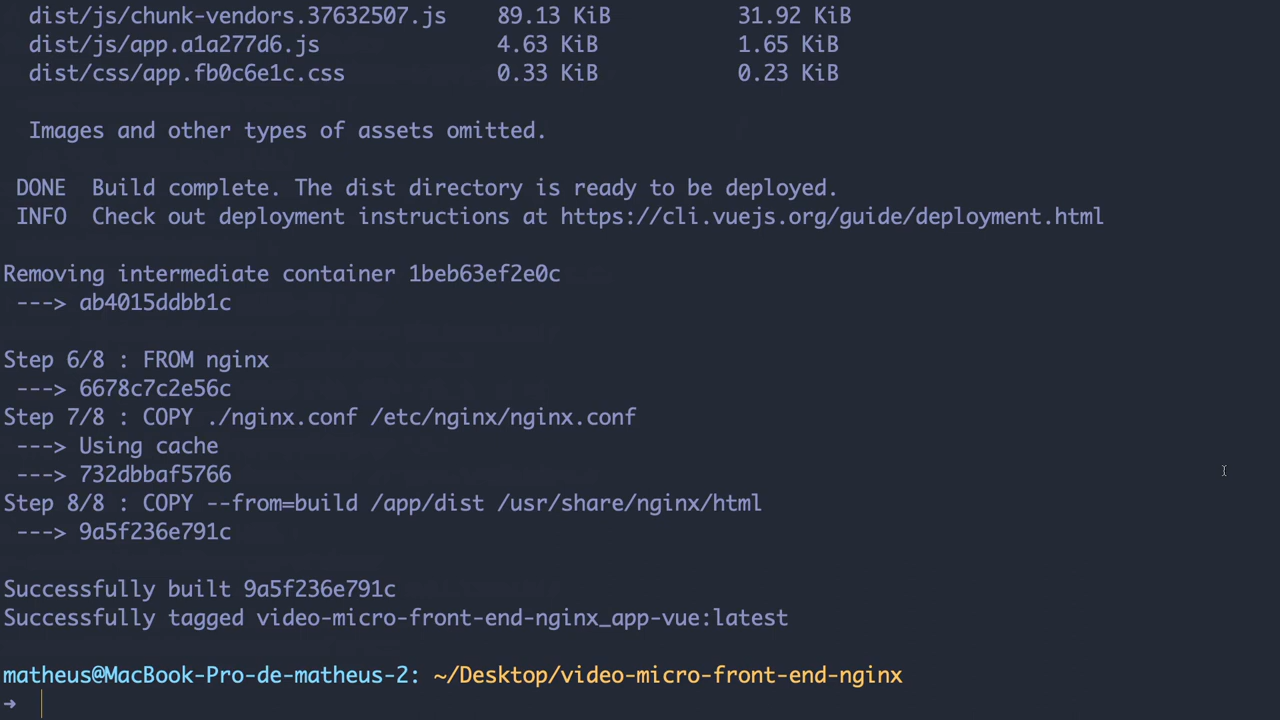 dist/js/chunk-vendors.37632507.js 89.13 KiB 31.92 KiB
dist/js/app.a1a277d6.js 4.63 KiB 1.65 KiB
dist/css/app.fb0c6e1c.css 0.33 KiB 0.23 KiB
Images and other types of assets omitted.
DONE Build complete. The dist directory is ready to be deployed.
INFO Check out deployment instructions at https://cli.vuejs.org/guide/deployment.html
Removing intermediate container 1beb63ef2e0c
---> ab4015ddbb1c
Step 6/8 : FROM nginx
---> 6678c7c2e56c
Step 7/8 : COPY ./nginx.conf /etc/nginx/nginx.conf
---> Using cache
---> 732dbbaf5766
Step 8/8 : COPY --from=build /app/dist /usr/share/nginx/html
---> 9a5f236e791c
Successfully built 9a5f236e791c
Successfully tagged video-micro-front-end-nginx_app-vue:latest
matheus@MacBook-Pro-de-matheus-2: ~/Desktop/video-micro-front-end-nginx
➜